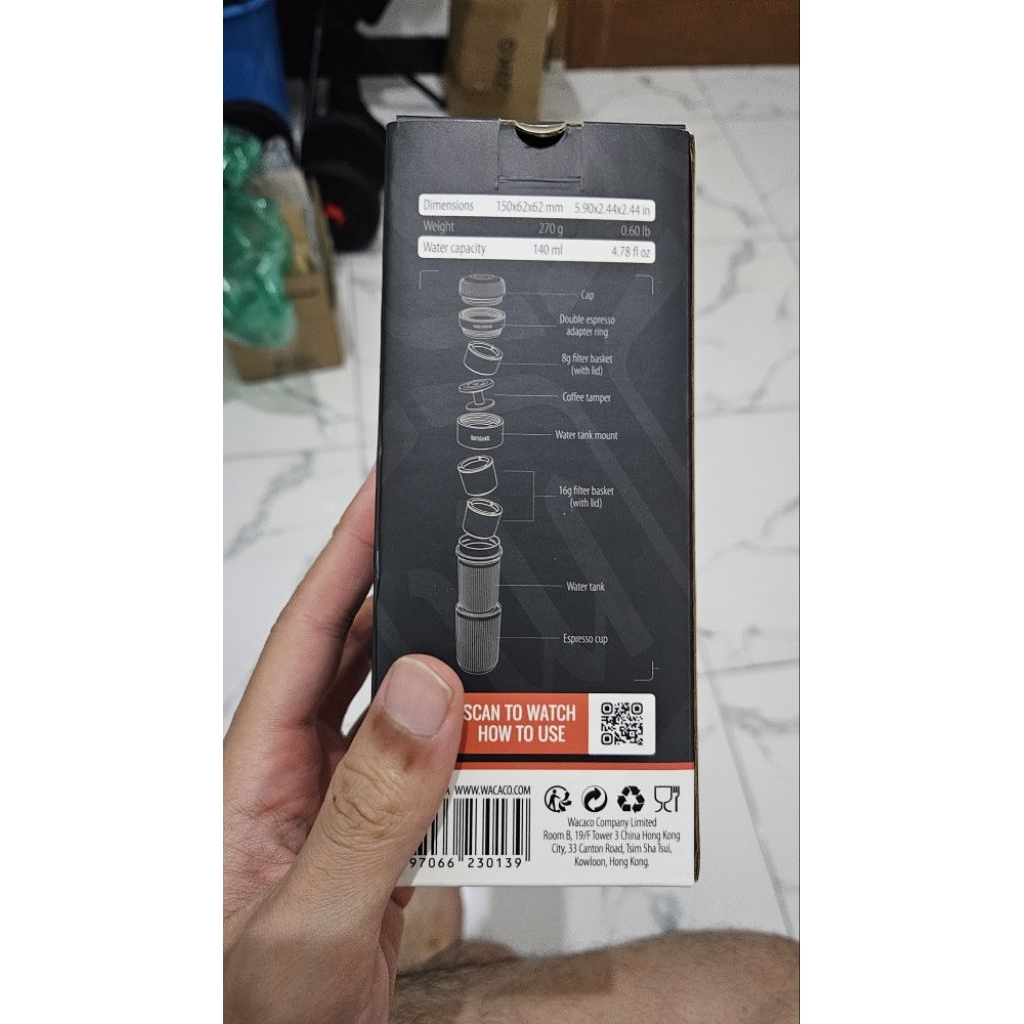 Dimensions 150x62x62 mm 5.90x2.44x2.44 in
Weight 270 g 0.60 lb
Water capacity 140 ml 4.78 fl oz
Cap
Double espresso
adapter ring
8g filter basket
(with lid)
Coffee tamper
Water tank mount
16g filter basket
(with lid)
Water tank
Espresso cup
SCAN TO WATCH
HOW TO USE
WWW.WACACO.COM
97066 230139
Wacaco Company Limited
Room B, 19/F Tower 3 China Hong Kong
City, 33 Canton Road, Tsim Sha Tsui,
Kowloon, Hong Kong.